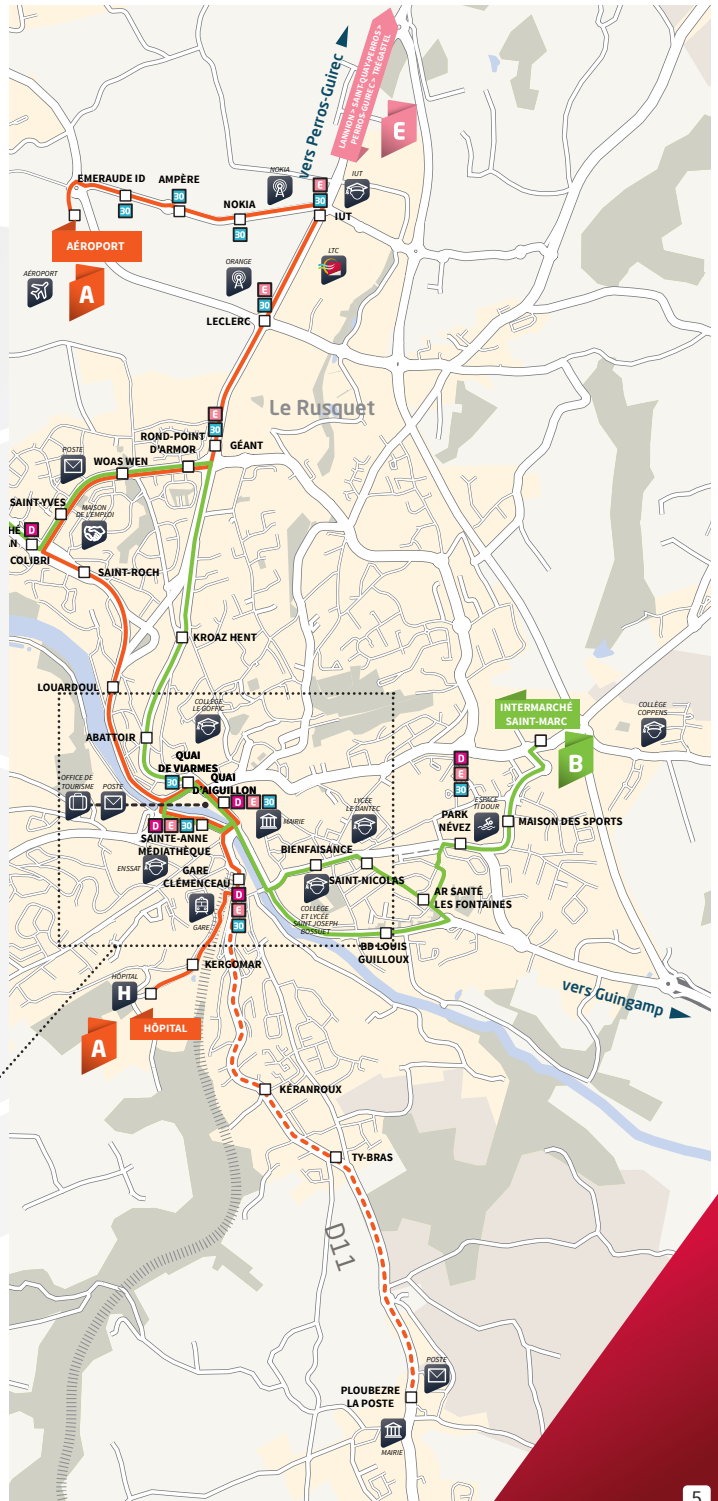 vers Perros-Guirec
LANNION > SAINT-QUAY-PERROS >
PERROS-GUIREC > TRÉGASTEL
E
NOKIA
E
30
IUT
IUT
EMERAUDE ID
30
AMPÈRE
30
NOKIA
30
AÉROPORT
A
AÉROPORT
LTC
ORANGE
E
30
LECLERC
Le Rusquet
E
30
ROND-POINT
D'ARMOR
GÉANT
POSTE
WOAS WEN
SAINT-YVES
MAISON
DE L'EMPLOI
HÉ
D
AN
COLIBRI
SAINT-ROCH
KROAZ HENT
LOUARDOUL
COLLÈGE
LE GOFFIC
ABATTOIR
INTERMARCHÉ
SAINT-MARC
B
COLLÈGE
COPPENS
QUAI
DE VIARMES
30
QUAI
D'AIGUILLON
D
E
30
OFFICE DE
TOURISME
POSTE
MAIRIE
D
E
30
SAINTE-ANNE
MÉDIATHÈQUE
ENSSAT
LYCÉE
LE DANTEC
D
E
30
ESPACE
TI DOUR
PARK
NÉVEZ
MAISON DES SPORTS
BIENFAISANCE
SAINT-NICOLAS
GARE
CLÉMENCEAU
D
E
30
GARE
COLLÈGE
ET LYCÉE
SAINT JOSEPH
BOSSUET
AR SANTÉ
LES FONTAINES
BD LOUIS
GUILLOUX
KERGOMAR
HÔPITAL
H
HÔPITAL
A
vers Guingamp
KÉRANROUX
TY-BRAS
D11
POSTE
PLOUBEZRE
LA POSTE
MAIRIE
5